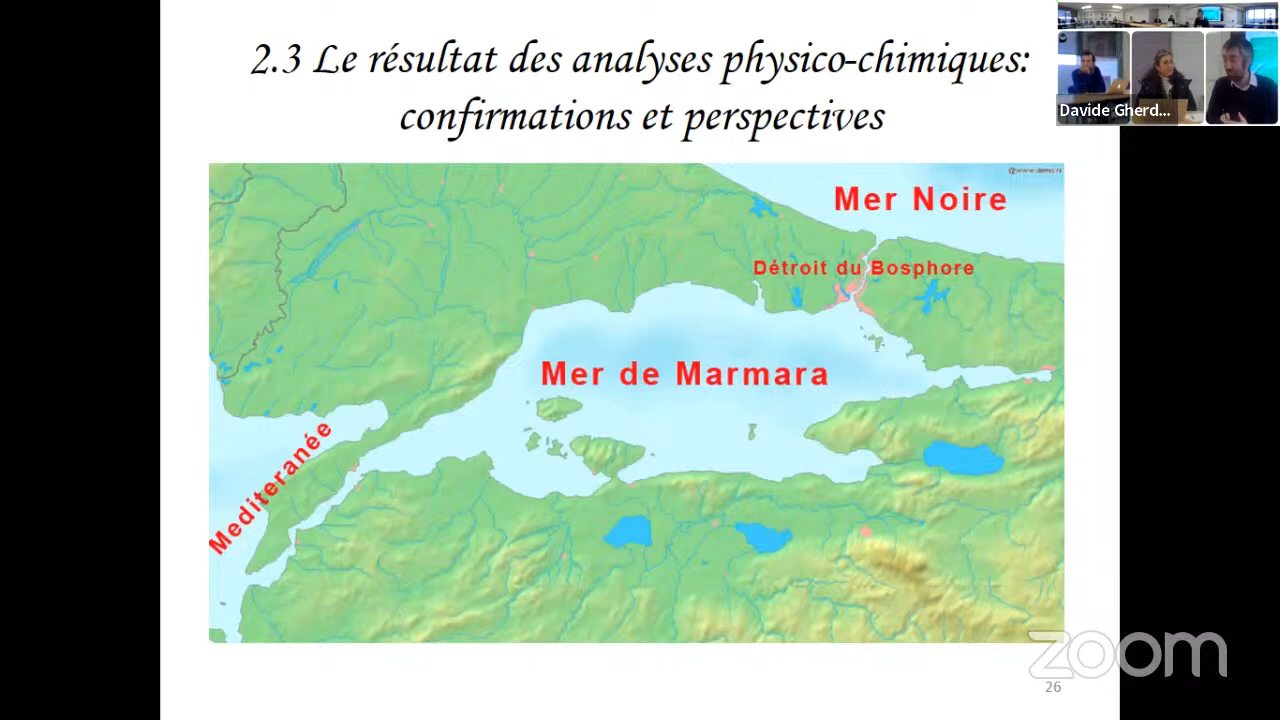 2.3 Le résultat des analyses physico-chimiques:
confirmations et perspectives
Davide Gherd...
Mer Noire
Détroit du Bosphore
Mer de Marmara
Mediteranée
zoom
26